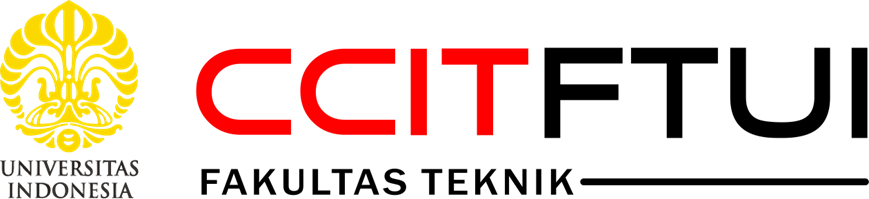 UNIVERSITAS
INDONESIA
CCITFTUI
FAKULTAS TEKNIK